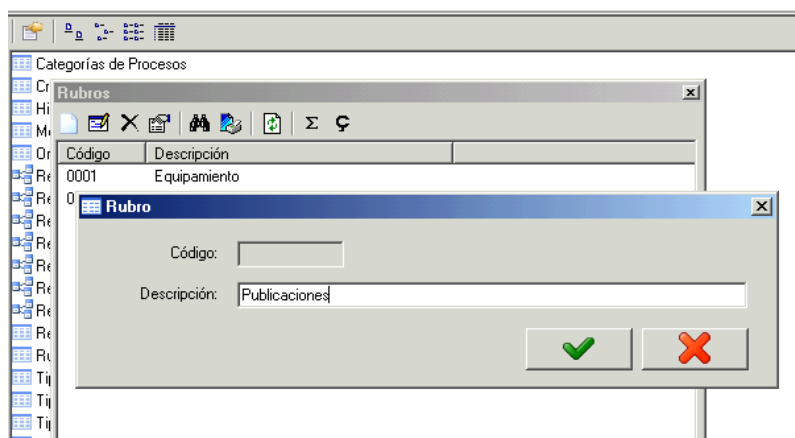 Categorías de Procesos
Rubros
Código Descripción
0001 Equipamiento
Rubro
Código:
Descripción: Publicaciones